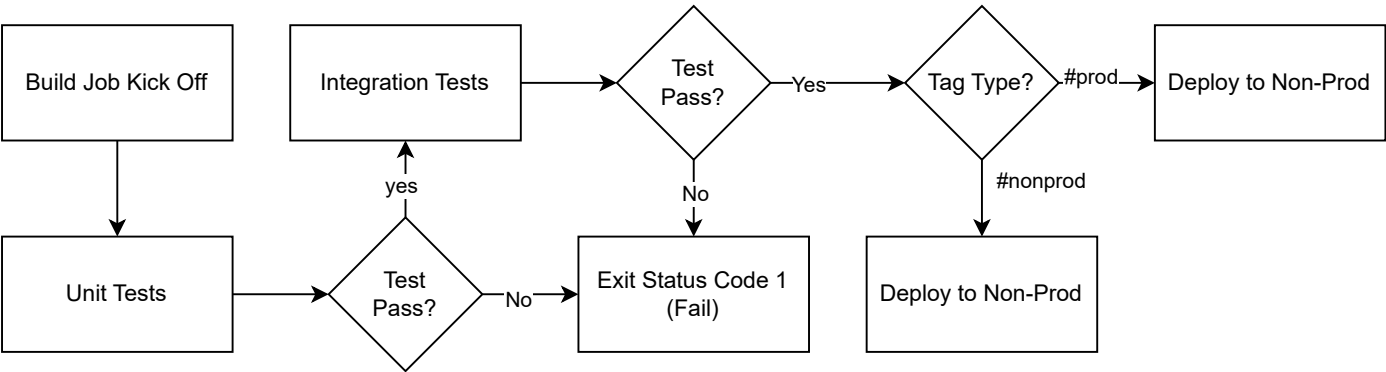 Build Job Kick Off
Integration Tests
Test
Pass?
Yes
Tag Type?
#prod
Deploy to Non-Prod
yes
No
#nonprod
Unit Tests
Test
Pass?
No
Exit Status Code 1
(Fail)
Deploy to Non-Prod